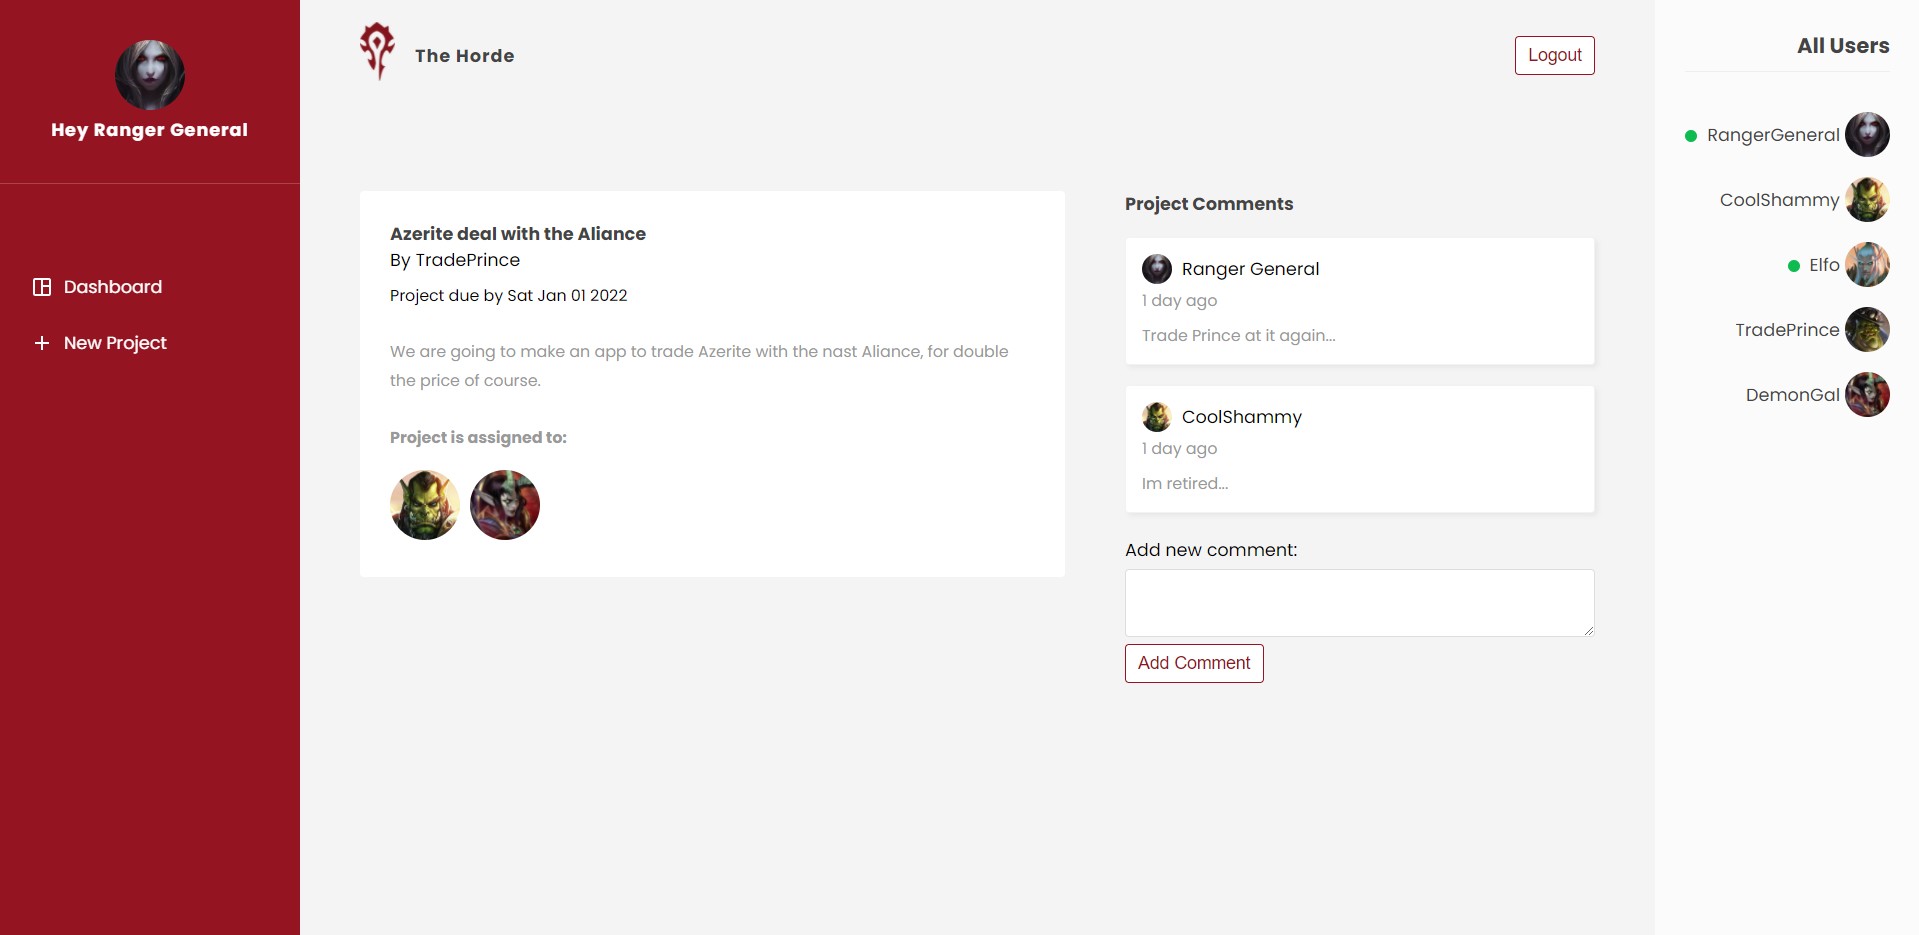 Hey Ranger General
Dashboard
New Project
The Horde
Logout
Azerite deal with the Aliance
By TradePrince
Project due by Sat Jan 01 2022
We are going to make an app to trade Azerite with the nast Aliance, for double
the price of course.
Project is assigned to:
Project Comments
Ranger General
1 day ago
Trade Prince at it again...
CoolShammy
1 day ago
Im retired...
Add new comment:
Add Comment
All Users
RangerGeneral
CoolShammy
Elfo
TradePrince
DemonGal